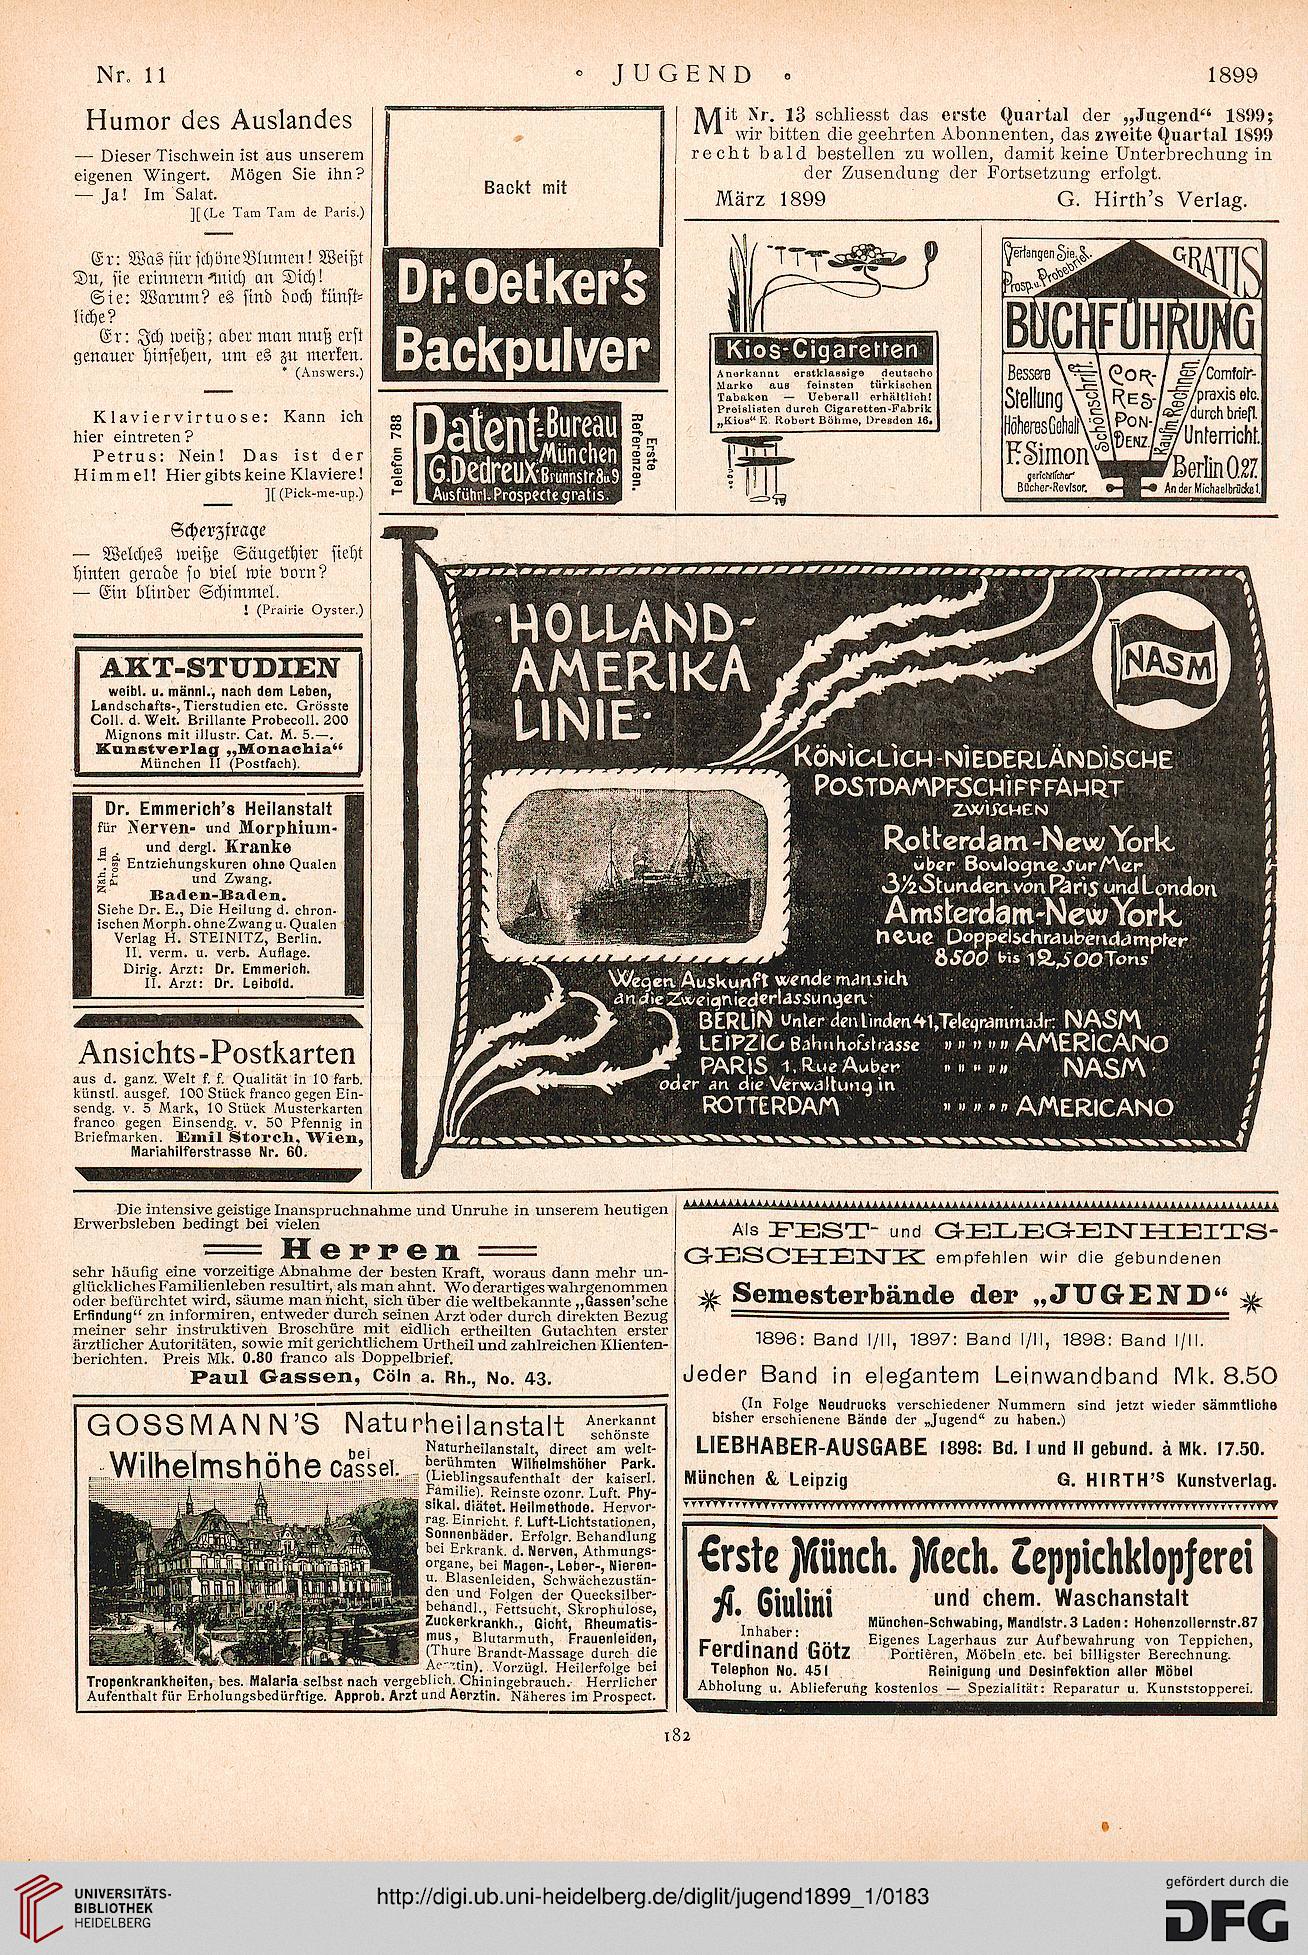 Nr. 11
JUGEND
1899
Humor des Auslandes
— Dieser Tischwein ist aus unserem
eigenen Wingert. Mögen Sie ihn?
— Ja! Im Salat.
][ (Le Tam Tam de Paris.)
Er: Was für schöne Blumen! Weißt
Du, sie erinnern mich an Dich!
Sie: Warum? es sind doch künst-
liche?
Er: Ich weiß; aber man muß erst
genauer hinsehen, um es zu merken.
* (Answers.)
Klaviervirtuose: Kann ich
hier eintreten?
Petrus: Nein! Das ist der
Himmel! Hier gibts keine Klaviere!
][ (Pick-me-up.)
Scherzfrage
— Welches weiße Säugethier sieht
hinten gerade so viel wie vorn?
— Ein blinder Schimmel.
! (Prairie Oyster.)
AKT-STUDIEN
weibl. u. männl., nach dem Leben,
Landschafts-, Tierstudien etc. Grösste
Coll. d. Welt. Brillante Probecoll. 200
Mignons mit illustr. Cat. M. 5.—.
Kunstverlag „Monachia“
München II (Postfach).
Dr. Emmerich's Heilanstalt
für Nerven- und Morphium-
und dergl. Kranke
Entziehungskuren ohne Qualen
und Zwang.
Näh. im
Prosp.
Baden-Baden.
Siehe Dr. E., Die Heilung d. chron-
ischen Morph. ohne Zwang u. Qualen
Verlag H. STEINITZ, Berlin.
II. verm. u. verb. Auflage.
Dirig. Arzt: Dr. Emmerich.
II. Arzt: Dr. Leibold.
Ansichts-Postkarten
aus d. ganz. Welt f. f. Qualität in 10 farb.
künstl. ausgef. 100 Stück franco gegen Ein-
sendg. v. 5 Mark, 10 Stück Musterkarten
franco gegen Einsendg. v. 50 Pfennig in
Briefmarken. Emil Storch, Wien,
Mariahilferstrasse Nr. 60.
Backt mit
Dr. Oetker's
Backpulver
Telefon 788
Patent-Bureau
München
G. Dedreux Brunnstr. 8u.9
Ausführl. Prospecte gratis.
Erste
Referenzen.
Mit Nr. 13 schliesst das erste Quartal der „Jugend“ 1899;
wir bitten die geehrten Abonnenten, das zweite Quartal 1899
recht bald bestellen zu wollen, damit keine Unterbrechung in
der Zusendung der Fortsetzung erfolgt.
März 1899
G. Hirth's Verlag.
Kios-Cigaretten
Anerkannt erstklassige deutsche
Marke aus feinsten türkischen
Tabaken — Ueberall erhältlich!
Preislisten durch Cigaretten-Fabrik
„Kios“ E. Robert Böhme, Dresden 16.
Verlangen Sie
Prosp. u. Probebrief.
GRATIS
BUCHFÜHRUNG
Bessere
Stellung
Höheres Gehalt
F. Simon
gerichtlicher
Bücher-Revisor.
Schönschrift.
COR-
RES-
PON-
DENZ.
Kaufm. Rechnen
Comtoir-
praxis etc.
durch briefl.
Unterricht.
Berlin O.27.
An der Michaelbrücke 1.
HOLLAND-
AMERIKA
LINIE
NASM
KÖNIGLICH-NIEDERLÄNDISCHE
POSTDAMPFSCHIFFFAHRT
ZWISCHEN
Rotterdam-New York
über Boulogne sur Mer
3½ Stunden von Paris und London
Amsterdam-New York
neue Doppelschraubendampfer
8500 bis 12,500 Tons
Wegen Auskunft wende man sich
an die Zweigniederlassungen:
BERLIN Unter den linden 41, Telegrammadr: NASM
LEIPZIG Bahnhofstrasse " " " " " AMERICANO
PARIS 1. Rue Auber " " " " " NASM
oder an die Verwaltung in
ROTTERDAM " " " " " AMERICANO
Die intensive geistige Inanspruchnahme und Unruhe in unserem heutigen
Erwerbsleben bedingt bei vielen
Herren
sehr häufig eine vorzeitige Abnahme der besten Kraft, woraus dann mehr un-
glückliches Familienleben resultirt, als man ahnt. Wo derartiges wahrgenommen
oder befürchtet wird, säume man nicht, sich über die weltbekannte „Gassen'sche
Erfindung“ zn informiren, entweder durch seinen Arzt oder durch direkten Bezug
meiner sehr instruktiven Broschüre mit eidlich ertheilten Gutachten erster
ärztlicher Autoritäten, sowie mit gerichtlichem Urtheil und zahlreichen Klienten-
berichten. Preis Mk. 0.80 franco als Doppelbrief.
Paul Gassen, Cöln a. Rh., No. 43.
GOSSMANN'S Naturheilanstalt
Wilhelmshöhe bei Cassel.
Anerkannt
schönste
Naturheilanstalt, direct am welt-
berühmten Wilhelmshöher Park.
(Lieblingsaufenthalt der kaiserl.
Familie). Reinste ozonr. Luft. Phy-
sikal. diätet. Heilmethode. Hervor-
rag. Einricht. f. Luft-Lichtstationen,
Sonnenbäder. Erfolgr. Behandlung
bei Erkrank. d. Nerven, Athmungs-
organe, bei Magen-, Leber-, Nieren-
u. Blasenleiden, Schwächezustän-
den und Folgen der Quecksilber-
behandl., Fettsucht, Skrophulose,
Zuckerkrankh., Gicht, Rheumatis-
mus, Blutarmuth, Frauenleiden,
(Thure Brandt-Massage durch die
Aerztin). Vorzügl. Heilerfolge bei
Tropenkrankheiten, bes. Malaria selbst nach vergeblich. Chiningebrauch. Herrlicher
Aufenthalt für Erholungsbedürftige. Approb. Arzt und Aerztin. Näheres im Prospect.
Als FEST- und GELEGENHEITS-
GESCHENK empfehlen wir die gebundenen
Semesterbände der „JUGEND“
1896: Band I/II, 1897: Band I/II, 1898: Band I/II.
Jeder Band in elegantem Leinwandband Mk. 8.50
(In Folge Neudrucks verschiedener Nummern sind jetzt wieder sämmtliche
bisher erschienene Bände der „Jugend“ zu haben.)
LIEBHABER-AUSGABE 1898: Bd. I und II gebund. à Mk. 17.50.
München & Leipzig
G. HIRTH'S Kunstverlag.
Erste Münch. Mech. Teppichklopferei
A. Giulini
und chem. Waschanstalt
Inhaber:
Ferdinand Götz
Telephon No. 451
München-Schwabing, Mandlstr. 3 Laden: Hohenzollernstr. 87
Eigenes Lagerhaus zur Aufbewahrung von Teppichen,
Portièren, Möbeln etc. bei billigster Berechnung.
Reinigung und Desinfektion aller Möbel
Abholung u. Ablieferung kostenlos — Spezialität: Reparatur u. Kunststopperei.
182
UNIVERSITÄTS-
BIBLIOTHEK
HEIDELBERG
http://digi.ub.uni-heidelberg.de/diglit/jugend1899_1/0183
gefördert durch die
DFG